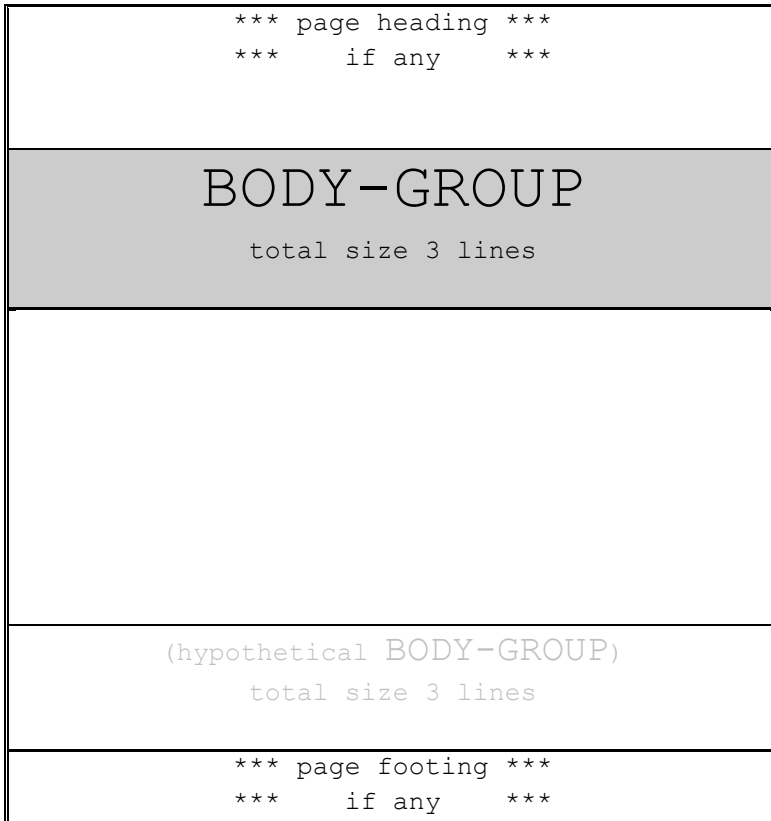 *** page heading ***
*** if any ***
BODY-GROUP
total size 3 lines
(hypothetical BODY-GROUP)
total size 3 lines
*** page footing ***
*** if any ***